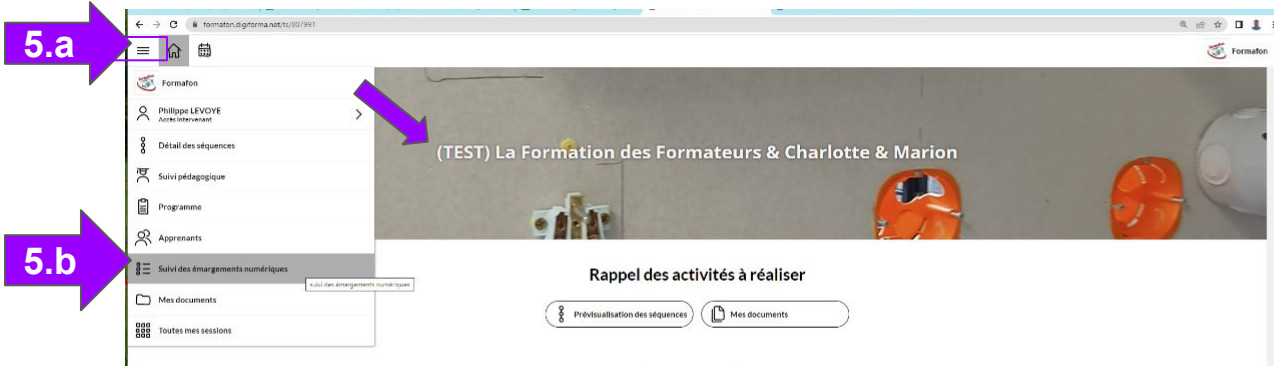 formafon.digiforma.net/ts/807991
5.a
Formafon
Formafon
Philippe LEVOYE
Accès Intervenant
Détail des séquences
(TEST) La Formation des Formateurs & Charlotte & Marion
Suivi pédagogique
Programme
Apprenants
5.b
Suivi des émargements numériques
suivi des émargements numériques
Rappel des activités à réaliser
Mes documents
Prévisualisation des séquences
Mes documents
Toutes mes sessions